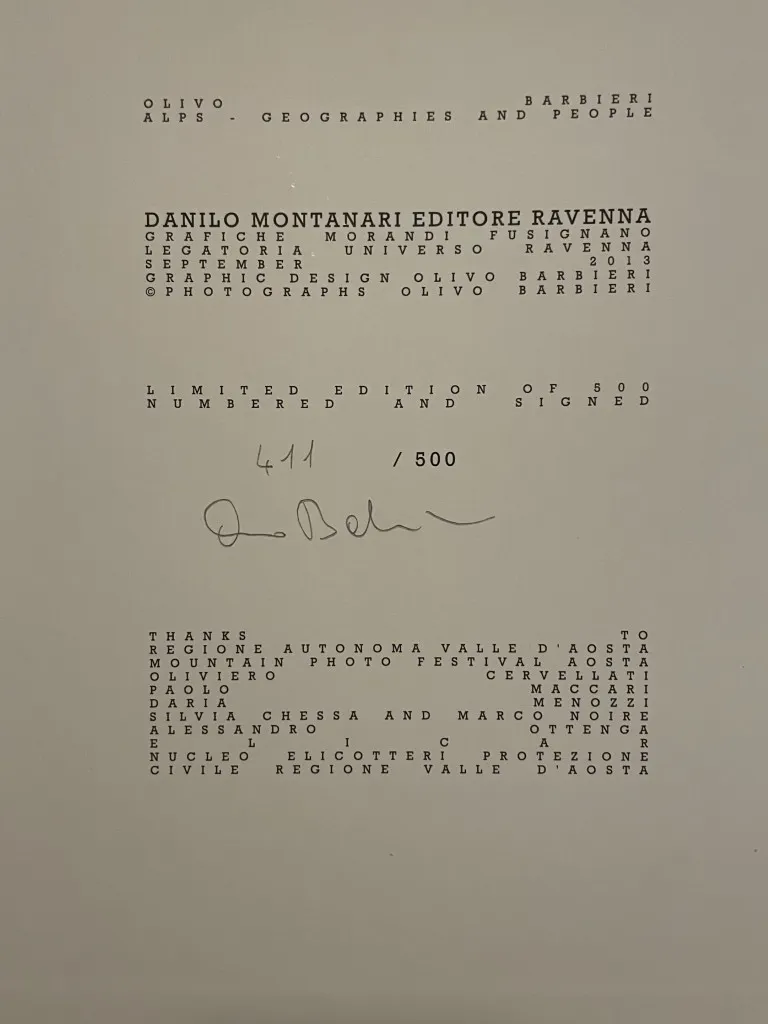 OLIVO BARBIERI
ALPS - GEOGRAPHIES AND PEOPLE
DANILO MONTANARI EDITORE RAVENNA
GRAFICHE MORANDI FUSIGNANO
LEGATORIA UNIVERSO RAVENNA
SEPTEMBER 2013
GRAPHIC DESIGN OLIVO BARBIERI
©PHOTOGRAPHS OLIVO BARBIERI
LIMITED EDITION OF 500
NUMBERED AND SIGNED
411 / 500
THANKS TO
REGIONE AUTONOMA VALLE D'AOSTA
MOUNTAIN PHOTO FESTIVAL AOSTA
OLIVIERO CERVELLATI
PAOLO MACCARI
DARIA MENOZZI
SILVIA CHESSA AND MARCO NOIRE
ALESSANDRO OTTENGA
ELICAR
NUCLEO ELICOTTERI PROTEZIONE
CIVILE REGIONE VALLE D'AOSTA